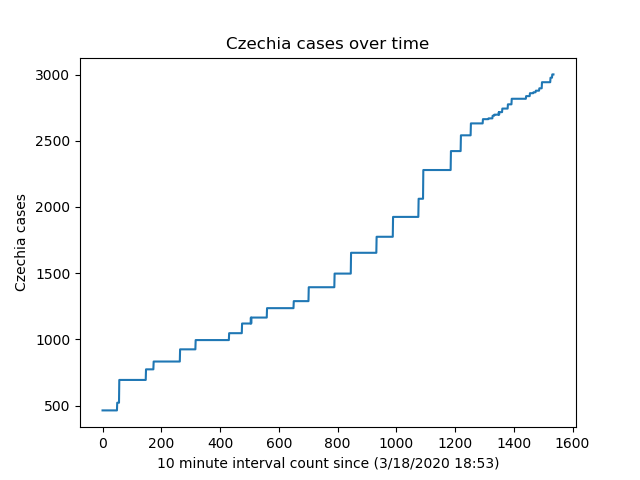 Czechia cases over time
3000
2500
2000
1500
1000
500
Czechia cases
0 200 400 600 800 1000 1200 1400 1600
10 minute interval count since (3/18/2020 18:53)